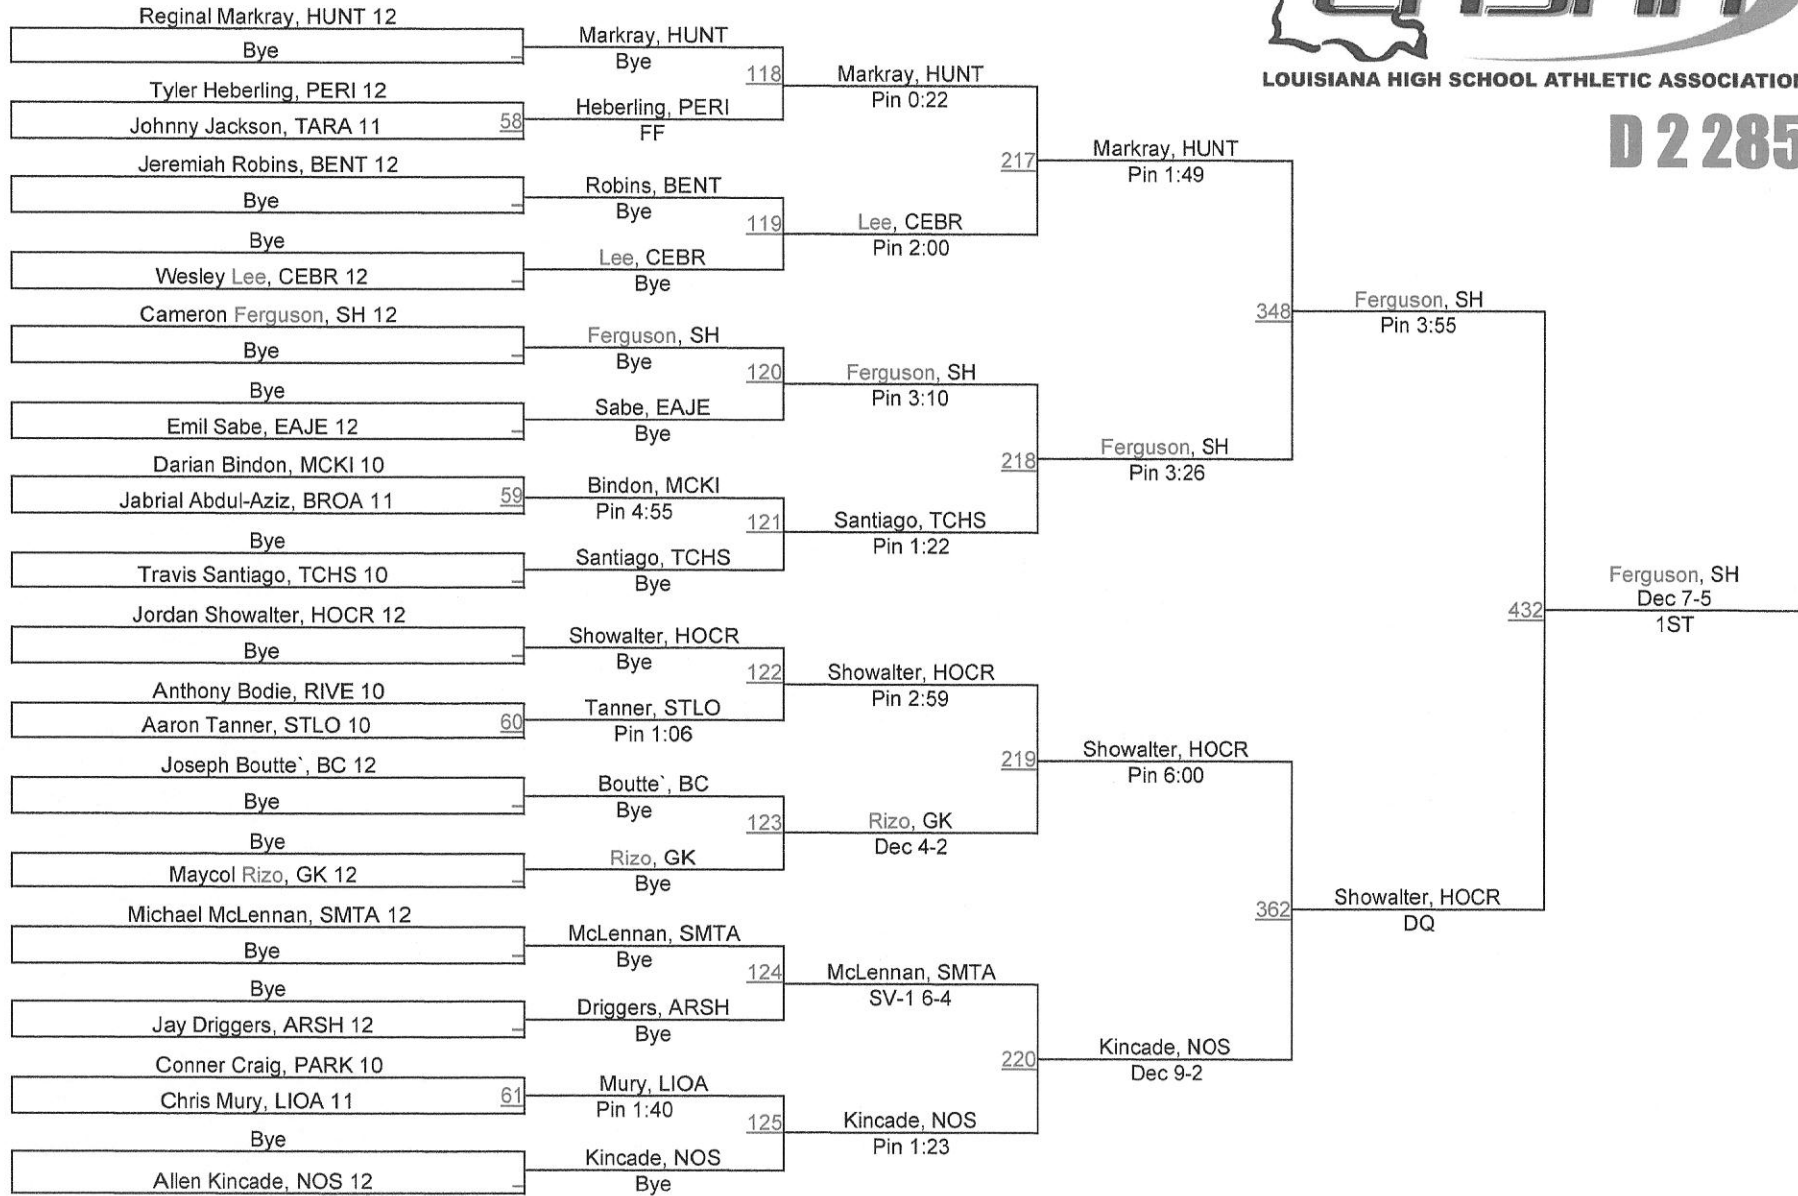 LOUISIANA HIGH SCHOOL ATHLETIC ASSOCIATION
D 2 285
Reginal Markray, HUNT 12
Bye
Tyler Heberling, PERI 12
Johnny Jackson, TARA 11
58
Jeremiah Robins, BENT 12
Bye
Bye
Wesley Lee, CEBR 12
Cameron Ferguson, SH 12
Bye
Bye
Emil Sabe, EAJE 12
Darian Bindon, MCKI 10
Jabrial Abdul-Aziz, BROA 11
59
Bye
Travis Santiago, TCHS 10
Jordan Showalter, HOCR 12
Bye
Anthony Bodie, RIVE 10
Aaron Tanner, STLO 10
60
Joseph Boutte`, BC 12
Bye
Bye
Maycol Rizo, GK 12
Michael McLennan, SMTA 12
Bye
Bye
Jay Driggers, ARSH 12
Conner Craig, PARK 10
Chris Mury, LIOA 11
61
Bye
Allen Kincade, NOS 12
Markray, HUNT
Bye
118
Heberling, PERI
FF
Robins, BENT
Bye
119
Lee, CEBR
Bye
Ferguson, SH
Bye
120
Sabe, EAJE
Bye
Bindon, MCKI
Pin 4:55
121
Santiago, TCHS
Bye
Showalter, HOCR
Bye
122
Tanner, STLO
Pin 1:06
Boutte`, BC
Bye
123
Rizo, GK
Bye
McLennan, SMTA
Bye
124
Driggers, ARSH
Bye
Mury, LIOA
Pin 1:40
125
Kincade, NOS
Bye
Markray, HUNT
Pin 0:22
217
Lee, CEBR
Pin 2:00
Ferguson, SH
Pin 3:10
218
Santiago, TCHS
Pin 1:22
Showalter, HOCR
Pin 2:59
219
Rizo, GK
Dec 4-2
McLennan, SMTA
SV-1 6-4
220
Kincade, NOS
Pin 1:23
Markray, HUNT
Pin 1:49
348
Ferguson, SH
Pin 3:26
Showalter, HOCR
Pin 6:00
362
Kincade, NOS
Dec 9-2
Ferguson, SH
Pin 3:55
432
Showalter, HOCR
DQ
Ferguson, SH
Dec 7-5
1ST